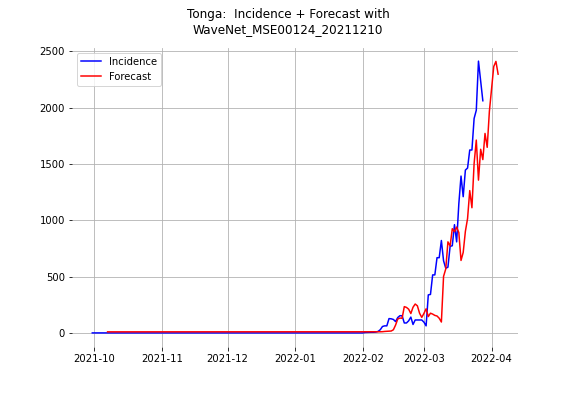 Tonga:  Incidence + Forecast with
WaveNet_MSE00124_20211210
2500
Incidence
Forecast
2000
1500
1000
500
0
2021-10 2021-11 2021-12 2022-01 2022-02 2022-03 2022-04